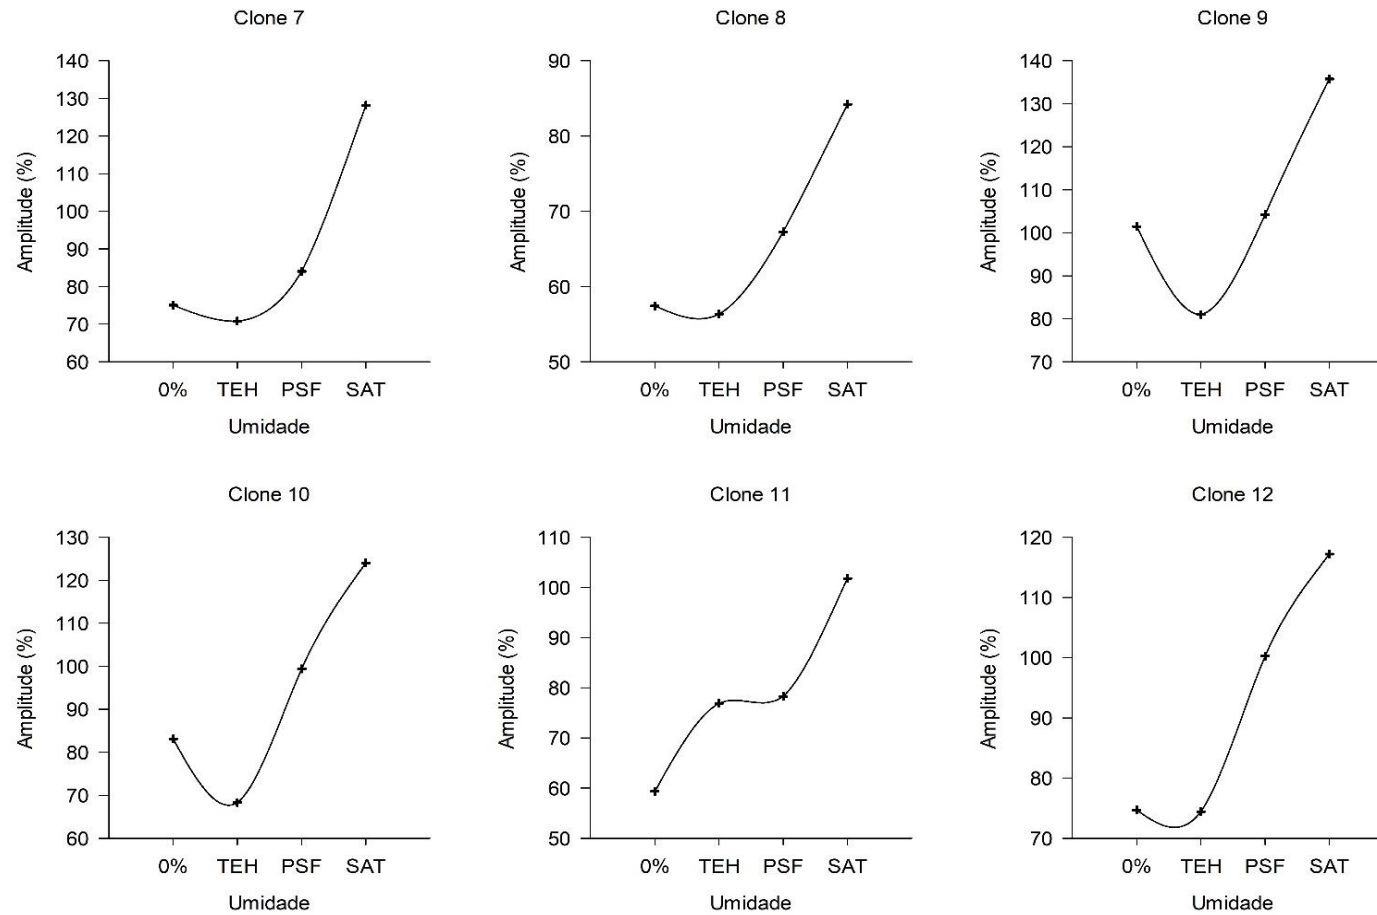 Clone 7
140
130
120
110
100
90
80
70
60
Amplitude (%)
0% TEH PSF SAT
Umidade
Clone 8
90
80
70
60
50
Amplitude (%)
0% TEH PSF SAT
Umidade
Clone 9
140
130
120
110
100
90
80
70
Amplitude (%)
0% TEH PSF SAT
Umidade
Clone 10
130
120
110
100
90
80
70
60
Amplitude (%)
0% TEH PSF SAT
Umidade
Clone 11
110
100
90
80
70
60
50
Amplitude (%)
0% TEH PSF SAT
Umidade
Clone 12
120
110
100
90
80
70
Amplitude (%)
0% TEH PSF SAT
Umidade